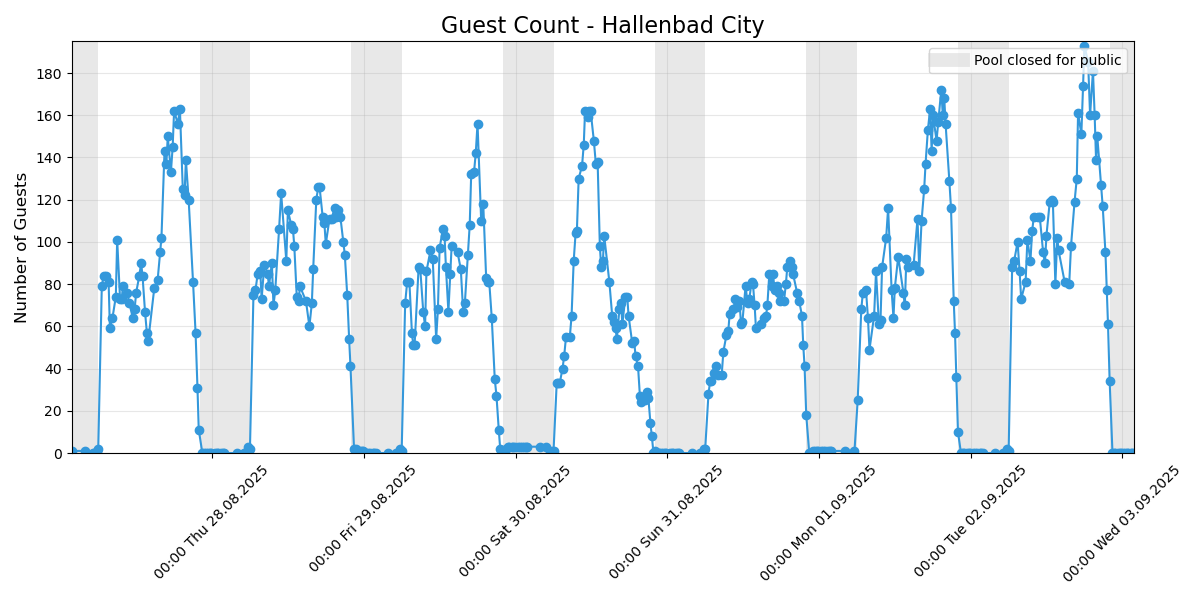 Guest Count - Hallenbad City
Pool closed for public
Number of Guests
180
160
140
120
100
80
60
40
20
0
00:00 Thu 28.08.2025
00:00 Fri 29.08.2025
00:00 Sat 30.08.2025
00:00 Sun 31.08.2025
00:00 Mon 01.09.2025
00:00 Tue 02.09.2025
00:00 Wed 03.09.2025